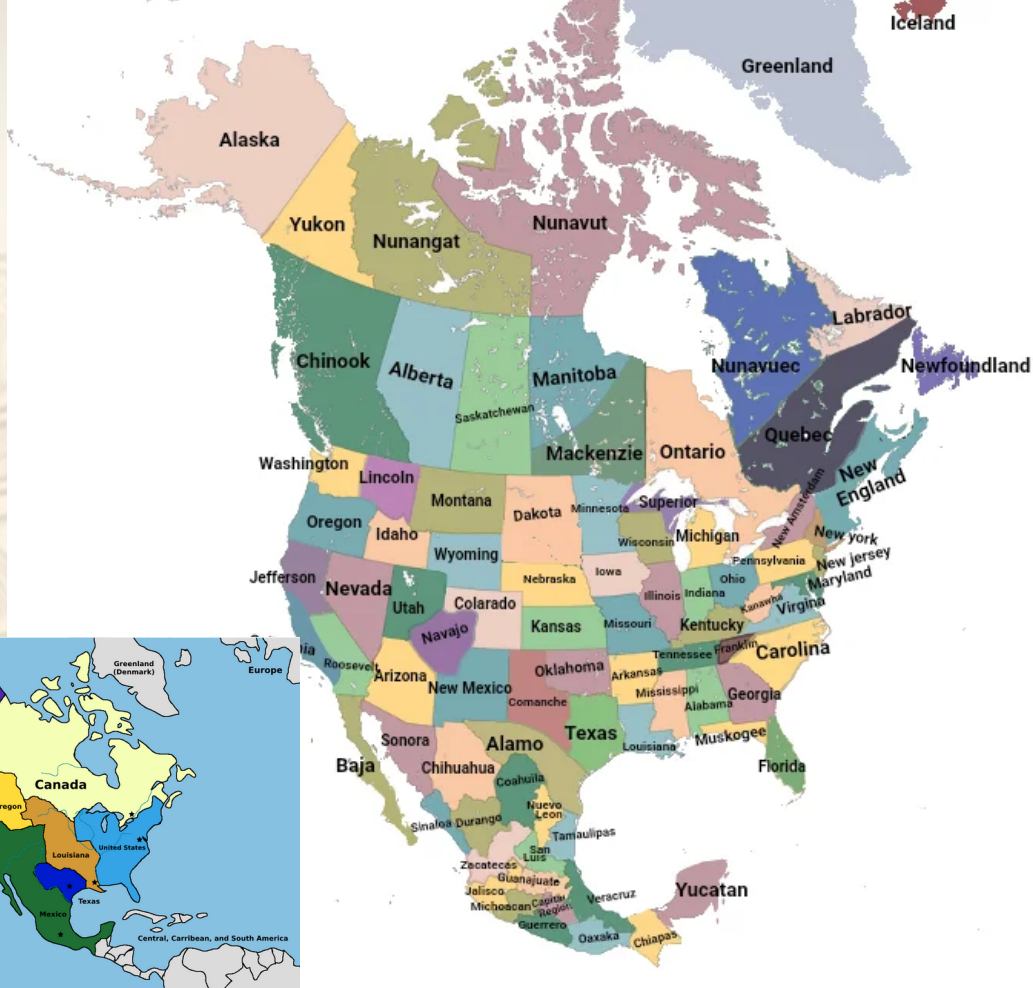 Iceland
Greenland
Alaska
Yukon
Nunangat
Nunavut
Labrador
Chinook
Alberta
Manitoba
Nunavuec
Newfoundland
Saskatchewan
Quebec
Mackenzie
Ontario
Washington
Lincoln
New
England
Montana
Superior
New Amsterdam
Oregon
Dakota
Minnesota
Idaho
Wisconsin
Michigan
New york
Wyoming
Pennsylvania
New jersey
Jefferson
Nevada
Nebraska
Iowa
Ohio
Maryland
Utah
Colarado
Illinois
Indiana
Kanawha
Virgina
Navajo
Kansas
Missouri
Kentucky
Roosevelt
Tennessee
Franklin
Carolina
Arizona
New Mexico
Oklahoma
Arkansas
Comanche
Mississippi
Georgia
Alabama
Sonora
Alamo
Texas
Louisiana
Muskogee
Baja
Chihuahua
Coahuila
Florida
Nuevo
Leon
Sinaloa
Durango
Tamaulipas
San
Luis
Zacatecas
Guanajuate
Jalisco
Michoacan
Capital
Region
Veracruz
Yucatan
Guerrero
Oaxaca
Chiapas
Greenland
(Denmark)
Europe
Canada
United States
Louisiana
Texas
Mexico
Central, Carribean, and South America